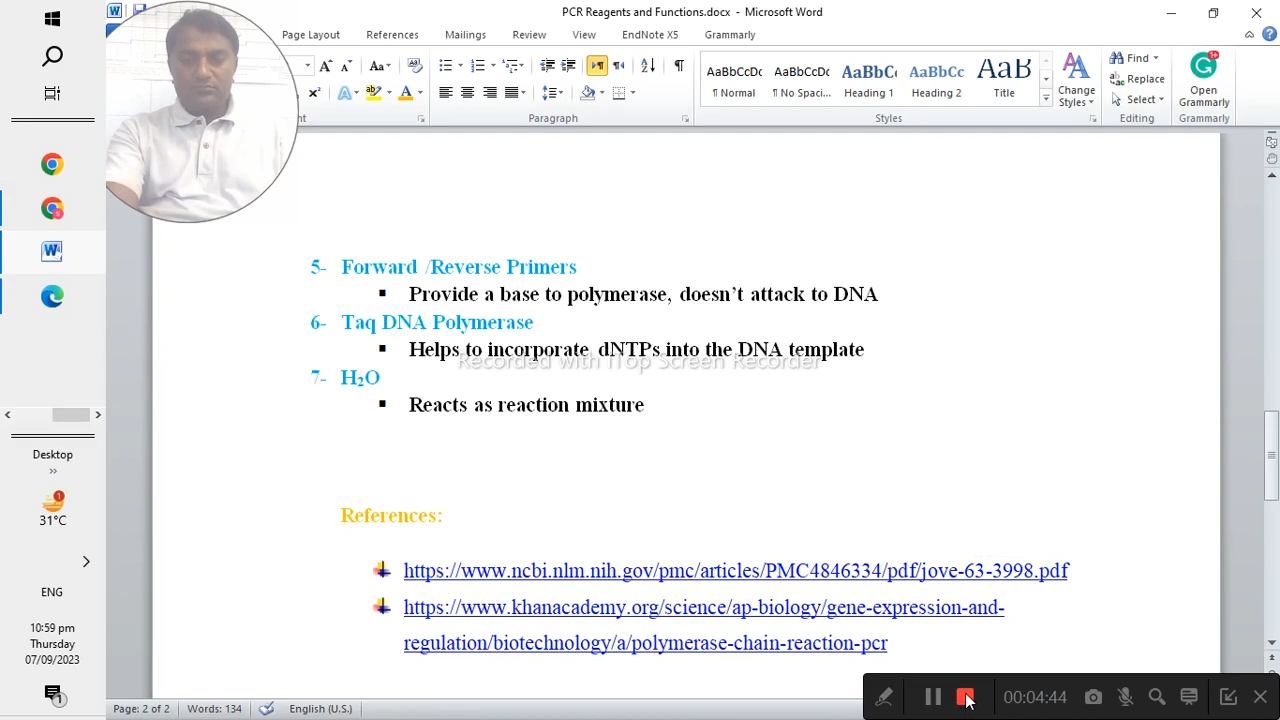 PCR Reagents and Functions.docx - Microsoft Word
Page Layout References Mailings Review View EndNote X5 Grammarly
Aa
AaBbCcDc AaBbCcDc AaBbC AaBbCc AaB
¶ Normal ¶ No Spaci... Heading 1 Heading 2 Title
Change Styles
Find
Replace
Select
Open Grammarly
Paragraph Styles Editing Grammarly
5- Forward /Reverse Primers
Provide a base to polymerase, doesn’t attack to DNA
6- Taq DNA Polymerase
Helps to incorporate dNTPs into the DNA template
Recorded with iTop Screen Recorder
7- H₂O
Reacts as reaction mixture
References:
https://www.ncbi.nlm.nih.gov/pmc/articles/PMC4846334/pdf/jove-63-3998.pdf
https://www.khanacademy.org/science/ap-biology/gene-expression-and-
regulation/biotechnology/a/polymerase-chain-reaction-pcr
Desktop
31°C
ENG
10:59 pm
Thursday
07/09/2023
Page: 2 of 2 Words: 134 English (U.S.)
00:04:44